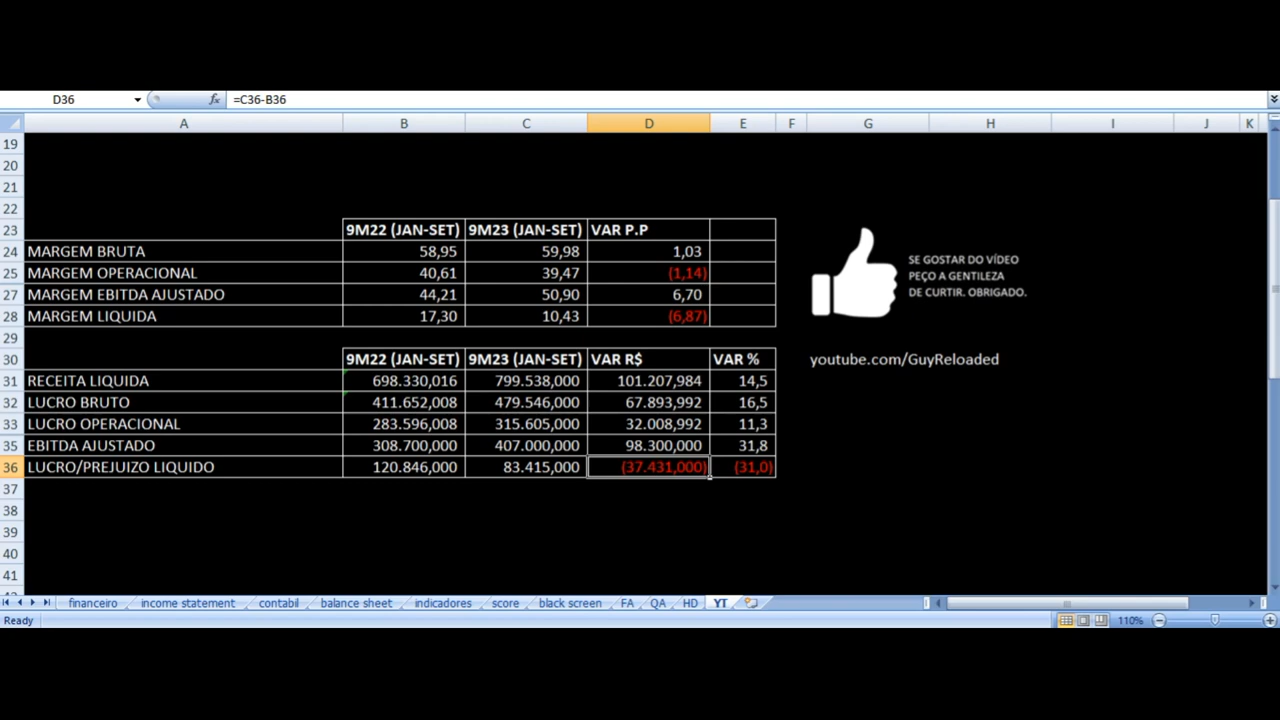 D36 fx =C36-B36
A B C D E F G H I J K
19
20
21
22
23 9M22 (JAN-SET) 9M23 (JAN-SET) VAR P.P
24 MARGEM BRUTA 58,95 59,98 1,03
25 MARGEM OPERACIONAL 40,61 39,47 (1,14)
27 MARGEM EBITDA AJUSTADO 44,21 50,90 6,70
28 MARGEM LIQUIDA 17,30 10,43 (6,87)
SE GOSTAR DO VÍDEO
PEÇO A GENTILEZA
DE CURTIR. OBRIGADO.
29
30 9M22 (JAN-SET) 9M23 (JAN-SET) VAR R$ VAR % youtube.com/GuyReloaded
31 RECEITA LIQUIDA 698.330,016 799.538,000 101.207,984 14,5
32 LUCRO BRUTO 411.652,008 479.546,000 67.893,992 16,5
33 LUCRO OPERACIONAL 283.596,008 315.605,000 32.008,992 11,3
35 EBITDA AJUSTADO 308.700,000 407.000,000 98.300,000 31,8
36 LUCRO/PREJUIZO LIQUIDO 120.846,000 83.415,000 (37.431,000) (31,0)
37
38
39
40
41
financeiro income statement contabil balance sheet indicadores score black screen FA QA HD YT
Ready 110%